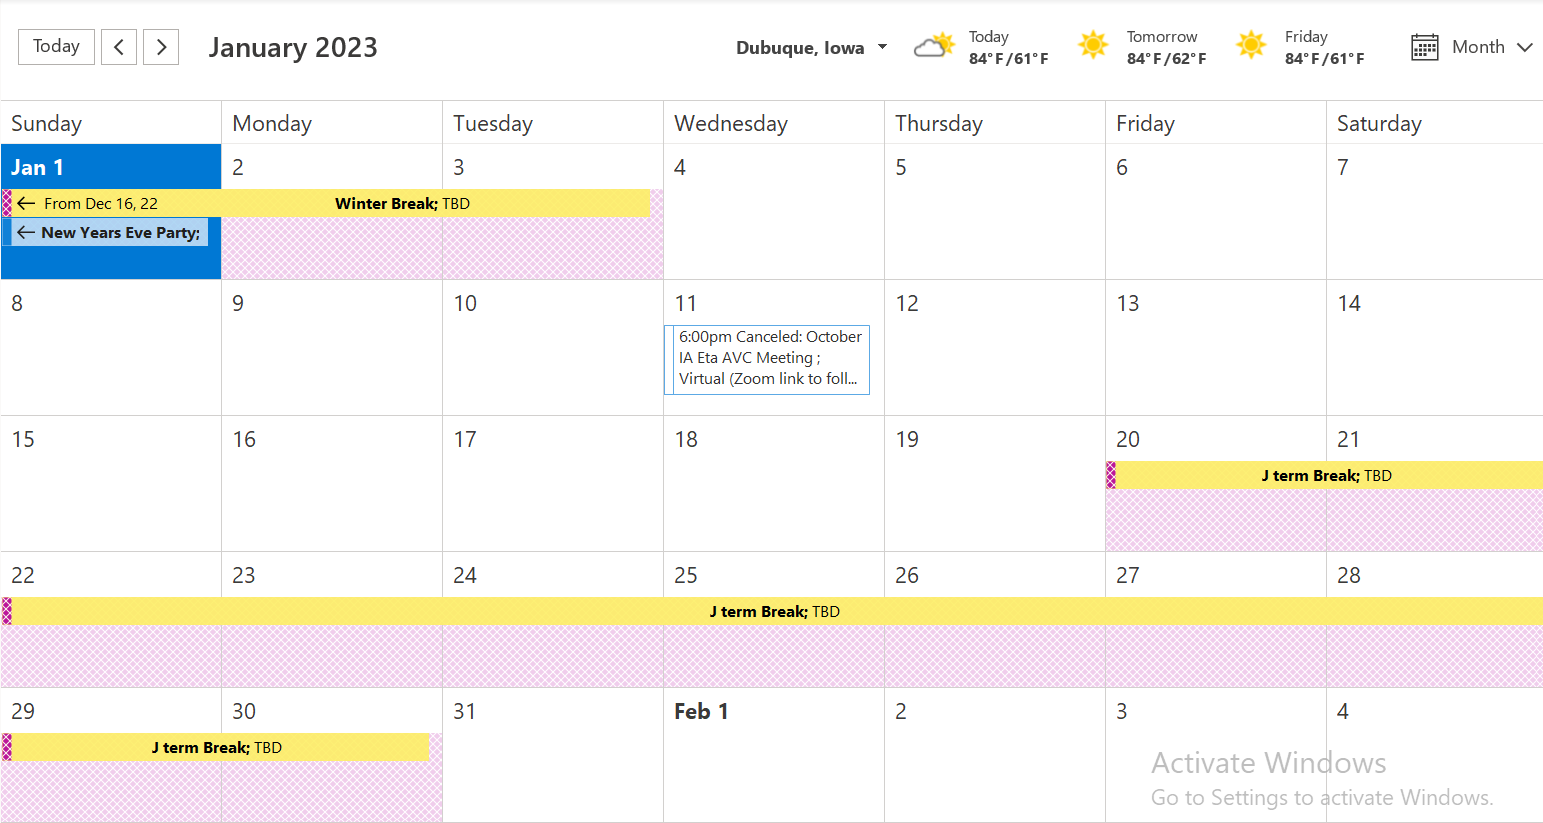 Today
January 2023
Dubuque, Iowa
Today
84°F/61°F
Tomorrow
84°F/62°F
Friday
84°F/61°F
Month
Sunday Monday Tuesday Wednesday Thursday Friday Saturday
Jan 1 2 3 4 5 6 7
From Dec 16, 22 Winter Break; TBD
New Years Eve Party;
8 9 10 11 12 13 14
6:00pm Canceled: October
IA Eta AVC Meeting ;
Virtual (Zoom link to foll...
15 16 17 18 19 20 21
J term Break; TBD
22 23 24 25 26 27 28
J term Break; TBD
29 30 31 Feb 1 2 3 4
J term Break; TBD
Activate Windows
Go to Settings to activate Windows.